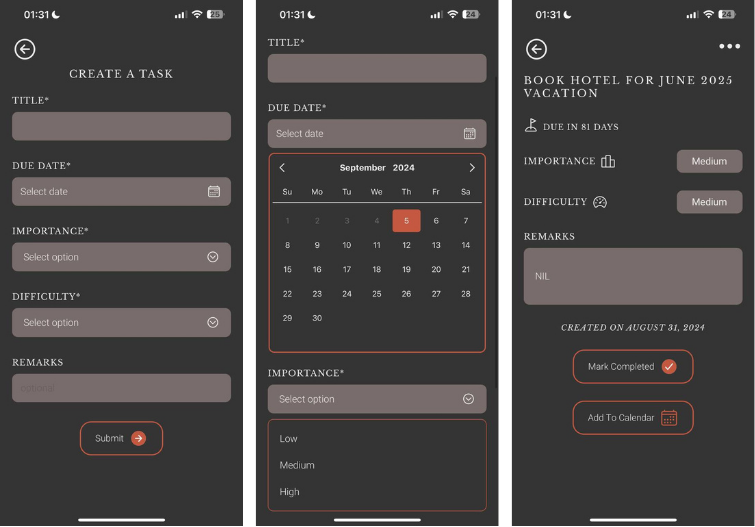 01:31
25
CREATE A TASK
TITLE*
DUE DATE*
Select date
IMPORTANCE*
Select option
DIFFICULTY*
Select option
REMARKS
(optional)
Submit
01:31
24
TITLE*
DUE DATE*
Select date
September 2024
Su Mo Tu We Th Fr Sa
1 2 3 4 5 6 7
8 9 10 11 12 13 14
15 16 17 18 19 20 21
22 23 24 25 26 27 28
29 30
IMPORTANCE*
Select option
Low
Medium
High
01:31
24
BOOK HOTEL FOR JUNE 2025
VACATION
DUE IN 81 DAYS
IMPORTANCE Medium
DIFFICULTY Medium
REMARKS
NIL
CREATED ON AUGUST 31, 2024
Mark Completed
Add To Calendar